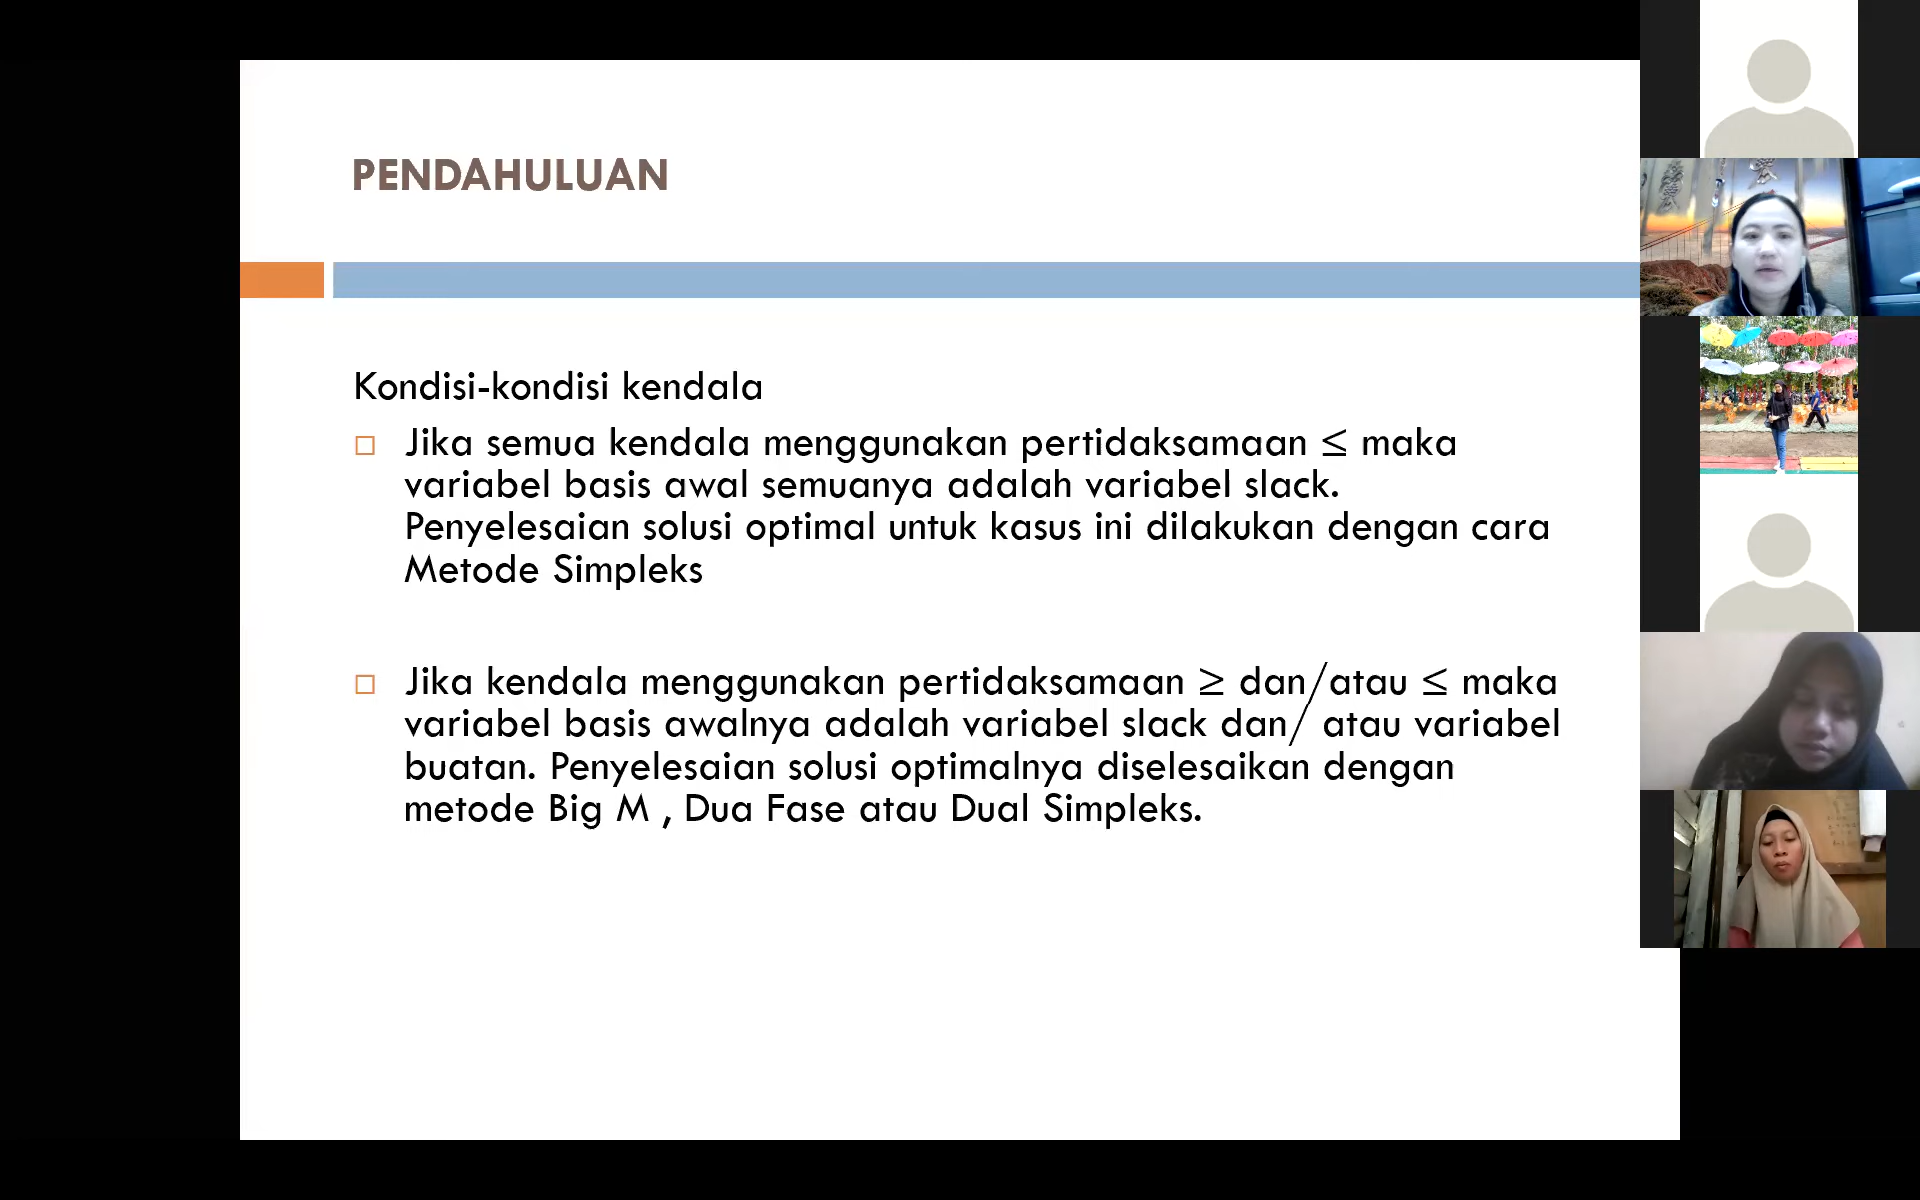 PENDAHULUAN
Kondisi-kondisi kendala
Jika semua kendala menggunakan pertidaksamaan ≤ maka
variabel basis awal semuanya adalah variabel slack.
Penyelesaian solusi optimal untuk kasus ini dilakukan dengan cara
Metode Simpleks
Jika kendala menggunakan pertidaksamaan ≥ dan/atau ≤ maka
variabel basis awalnya adalah variabel slack dan/ atau variabel
buatan. Penyelesaian solusi optimalnya diselesaikan dengan
metode Big M , Dua Fase atau Dual Simpleks.